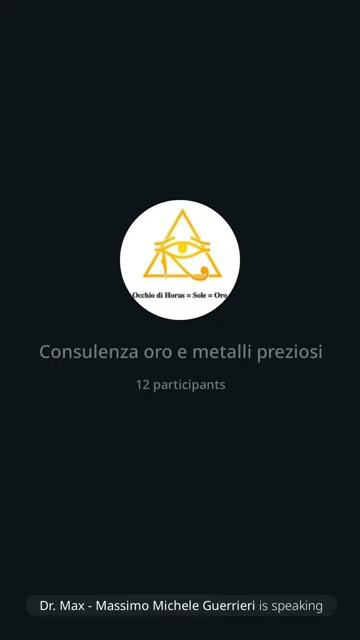 Occhio di Horus = Sole = Oro
Consulenza oro e metalli preziosi
12 participants
Dr. Max - Massimo Michele Guerrieri is speaking